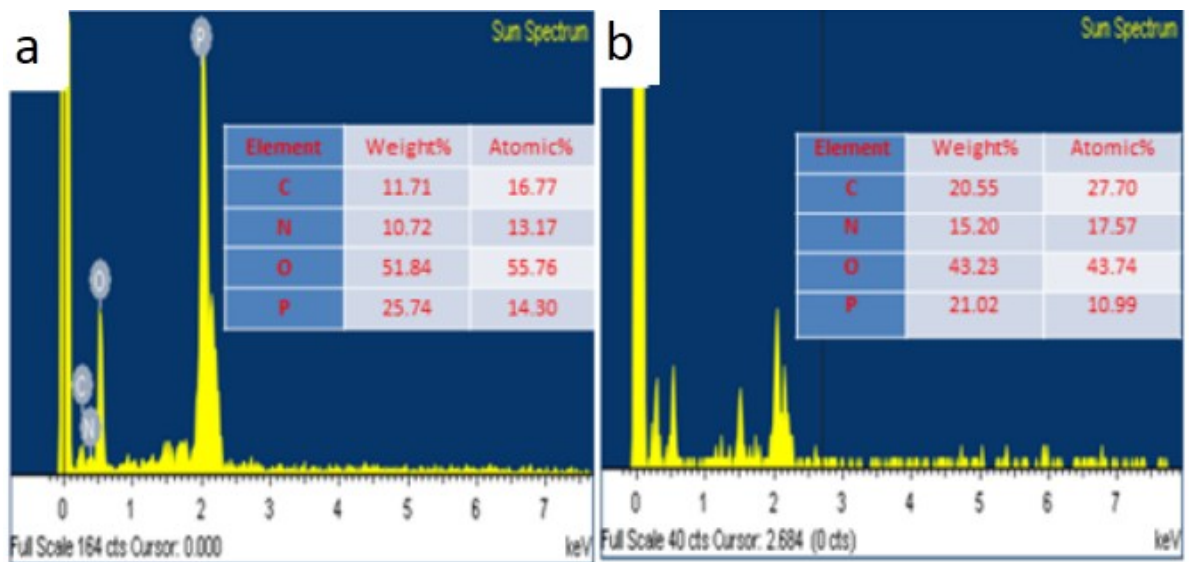 a
Sum Spectrum
P
O
C
N
Element Weight% Atomic%
C 11.71 16.77
N 10.72 13.17
O 51.84 55.76
P 25.74 14.30
0 1 2 3 4 5 6 7
Full Scale 164 cts Cursor: 0.000 keV
b
Sum Spectrum
Element Weight% Atomic%
C 20.55 27.70
N 15.20 17.57
O 43.23 43.74
P 21.02 10.99
0 1 2 3 4 5 6 7
Full Scale 40 cts Cursor: 2.684 (0 cts) keV